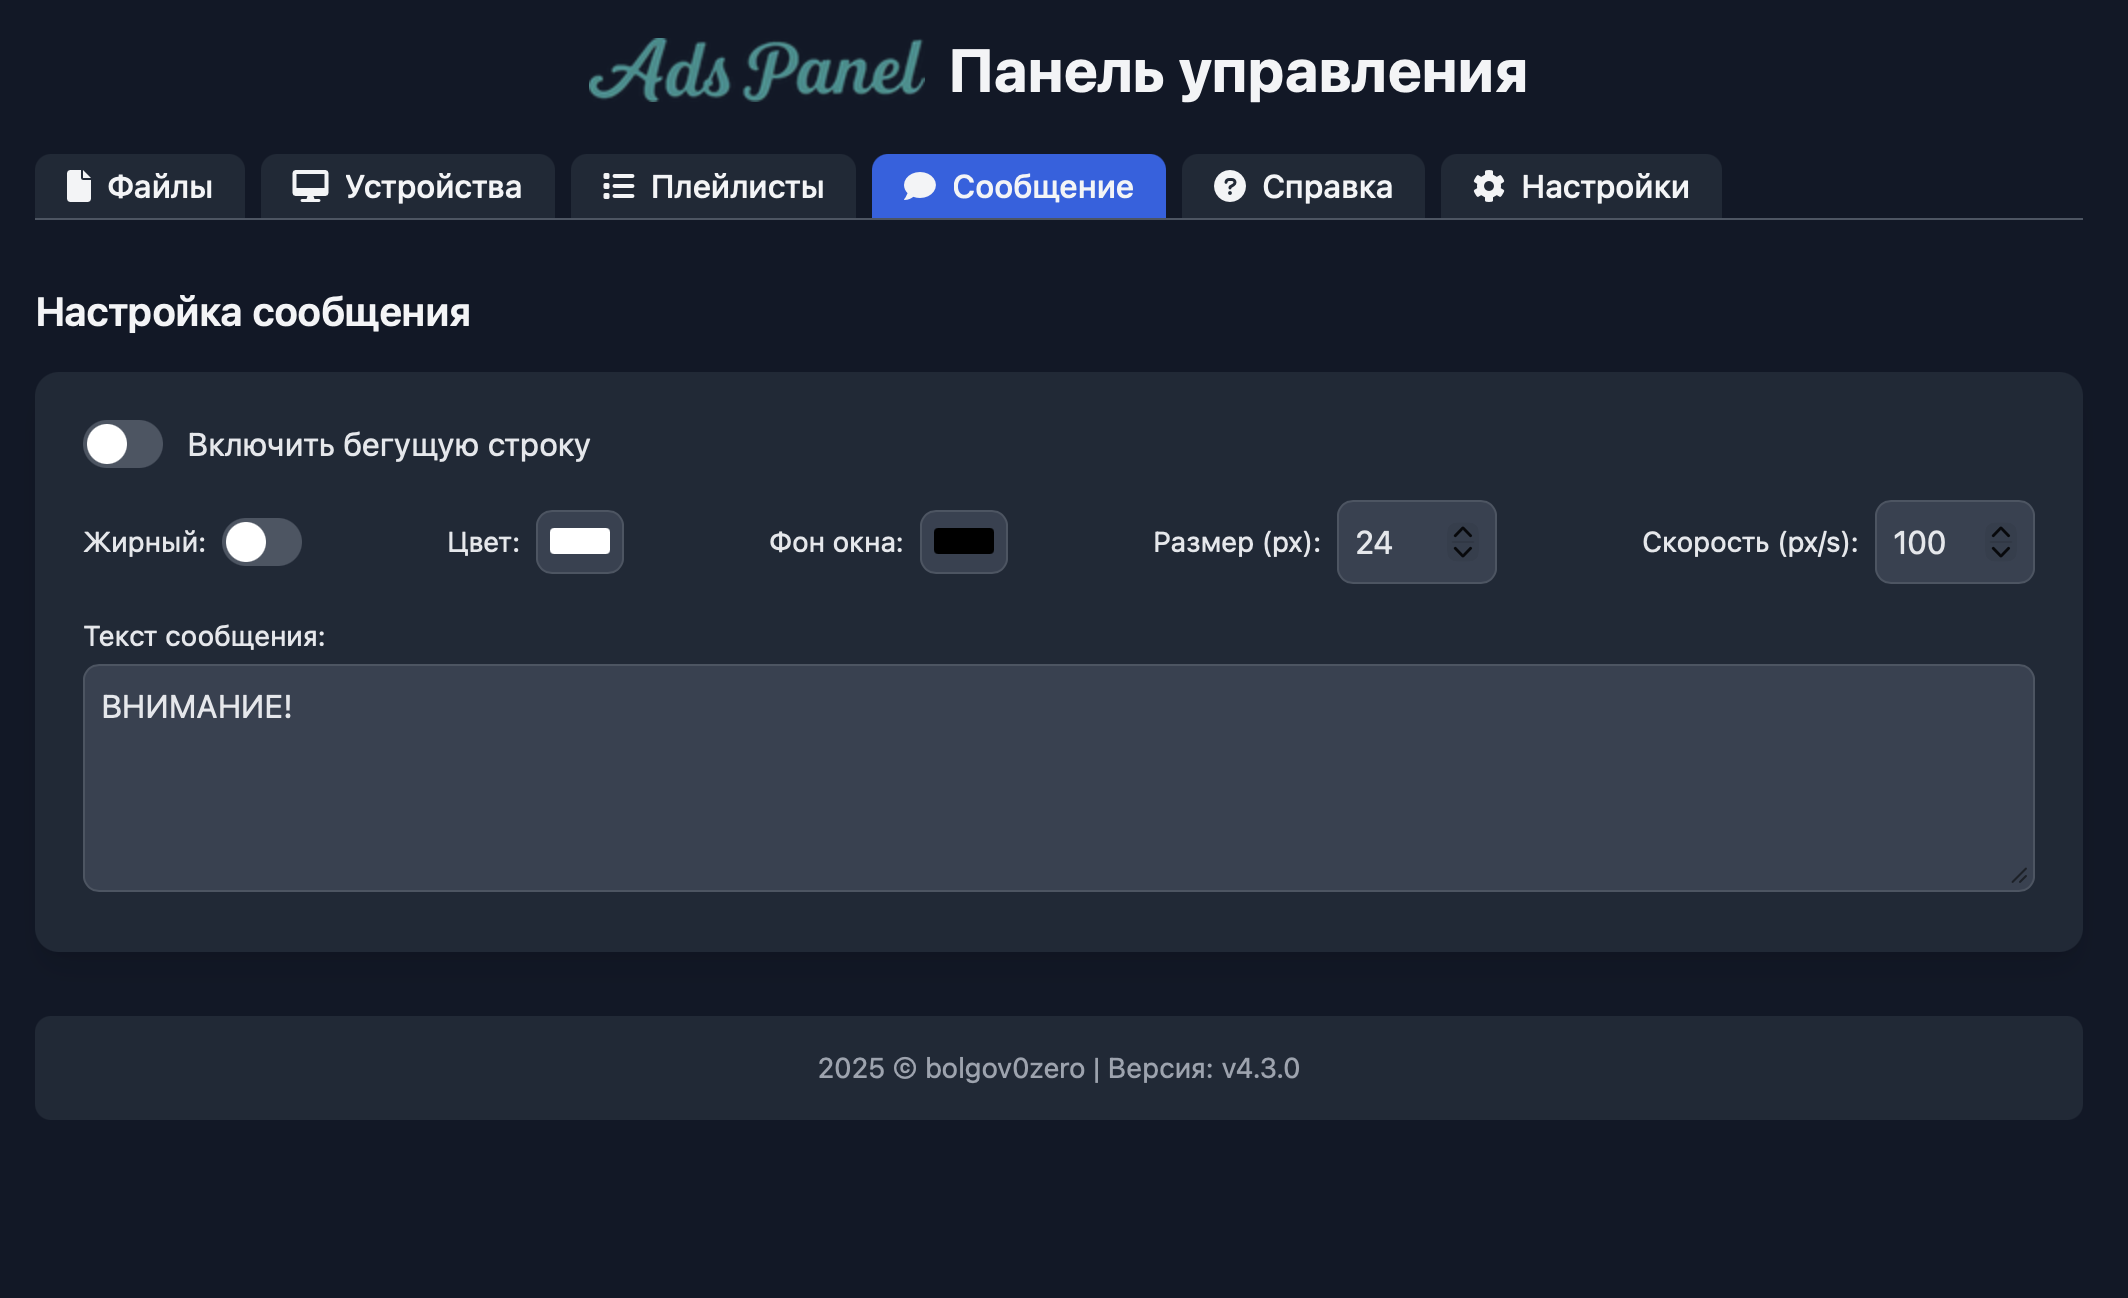 Ads Panel Панель управления
Файлы Устройства Плейлисты Сообщение Справка Настройки
Настройка сообщения
Включить бегущую строку
Жирный: Цвет: Фон окна: Размер (px): 24 Скорость (px/s): 100
Текст сообщения:
ВНИМАНИЕ!
2025 © bolgov0zero | Версия: v4.3.0